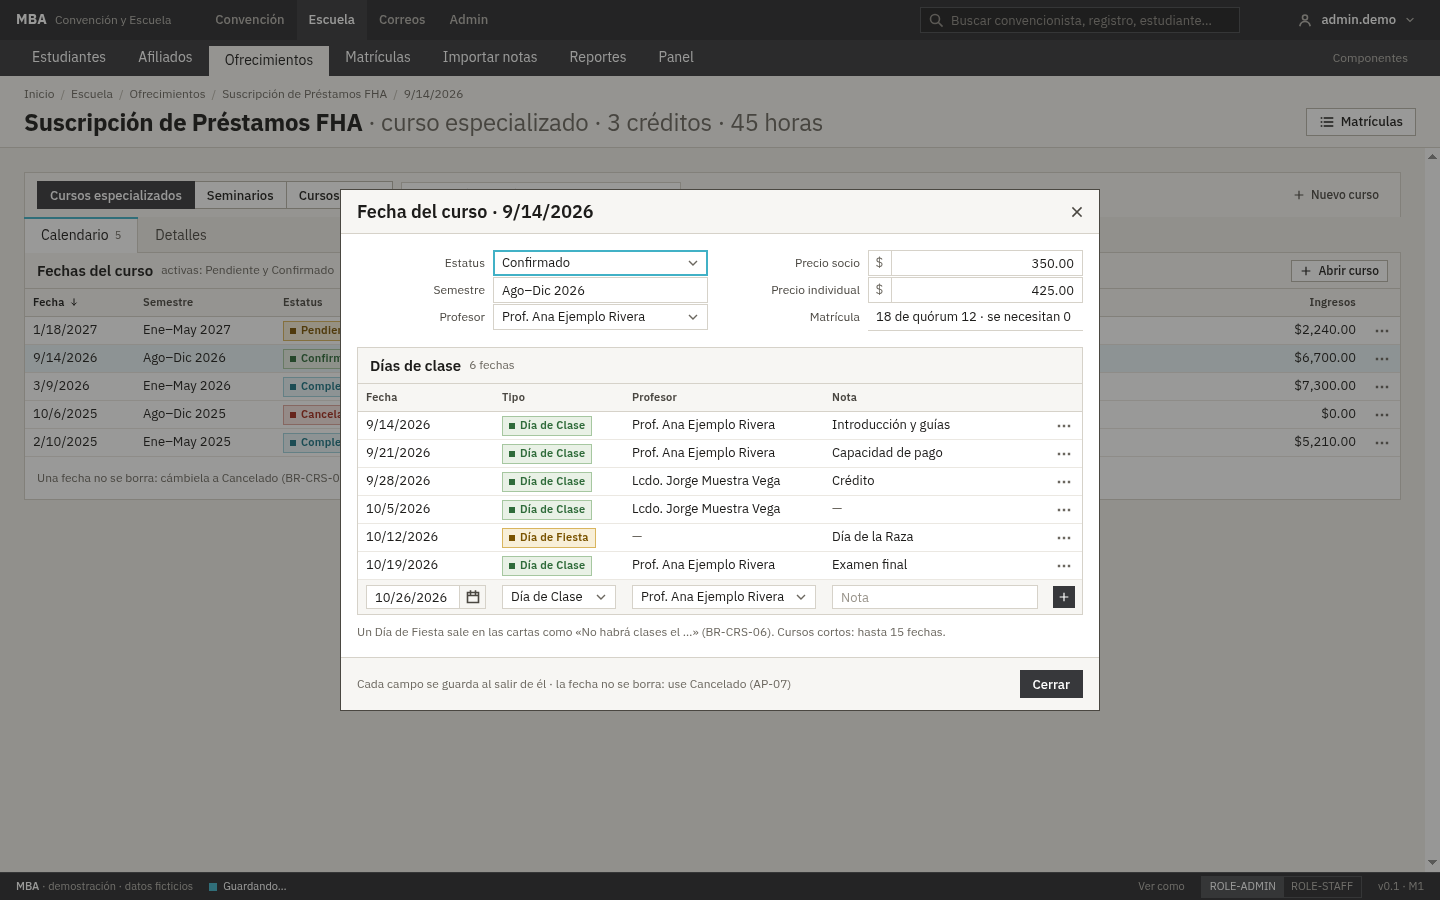 MBA Convención y Escuela Convención Escuela Correos Admin Buscar convencionista, registro, estudiante... admin.demo
Estudiantes Afiliados Ofrecimientos Matrículas Importar notas Reportes Panel Componentes
Inicio / Escuela / Ofrecimientos / Suscripción de Préstamos FHA / 9/14/2026
Suscripción de Préstamos FHA · curso especializado · 3 créditos · 45 horas Matrículas
Cursos especializados Seminarios Cursos + Nuevo curso
Calendario 5 Detalles
Fechas del curso activas: Pendiente y Confirmado + Abrir curso
Fecha ↓ Semestre Estatus Ingresos
1/18/2027 Ene–May 2027 Pendien $2,240.00
9/14/2026 Ago–Dic 2026 Confirm $6,700.00
3/9/2026 Ene–May 2026 Comple $7,300.00
10/6/2025 Ago–Dic 2025 Cancela $0.00
2/10/2025 Ene–May 2025 Comple $5,210.00
Una fecha no se borra: cámbiela a Cancelado (BR-CRS-0
Fecha del curso · 9/14/2026
Estatus Confirmado Precio socio $ 350.00
Semestre Ago–Dic 2026 Precio individual $ 425.00
Profesor Prof. Ana Ejemplo Rivera Matrícula 18 de quórum 12 · se necesitan 0
Días de clase 6 fechas
Fecha Tipo Profesor Nota
9/14/2026 Día de Clase Prof. Ana Ejemplo Rivera Introducción y guías
9/21/2026 Día de Clase Prof. Ana Ejemplo Rivera Capacidad de pago
9/28/2026 Día de Clase Lcdo. Jorge Muestra Vega Crédito
10/5/2026 Día de Clase Lcdo. Jorge Muestra Vega —
10/12/2026 Día de Fiesta — Día de la Raza
10/19/2026 Día de Clase Prof. Ana Ejemplo Rivera Examen final
10/26/2026 Día de Clase Prof. Ana Ejemplo Rivera Nota +
Un Día de Fiesta sale en las cartas como «No habrá clases el ...» (BR-CRS-06). Cursos cortos: hasta 15 fechas.
Cada campo se guarda al salir de él · la fecha no se borra: use Cancelado (AP-07) Cerrar
MBA · demostración · datos ficticios Guardando... Ver como ROLE-ADMIN ROLE-STAFF v0.1 · M1